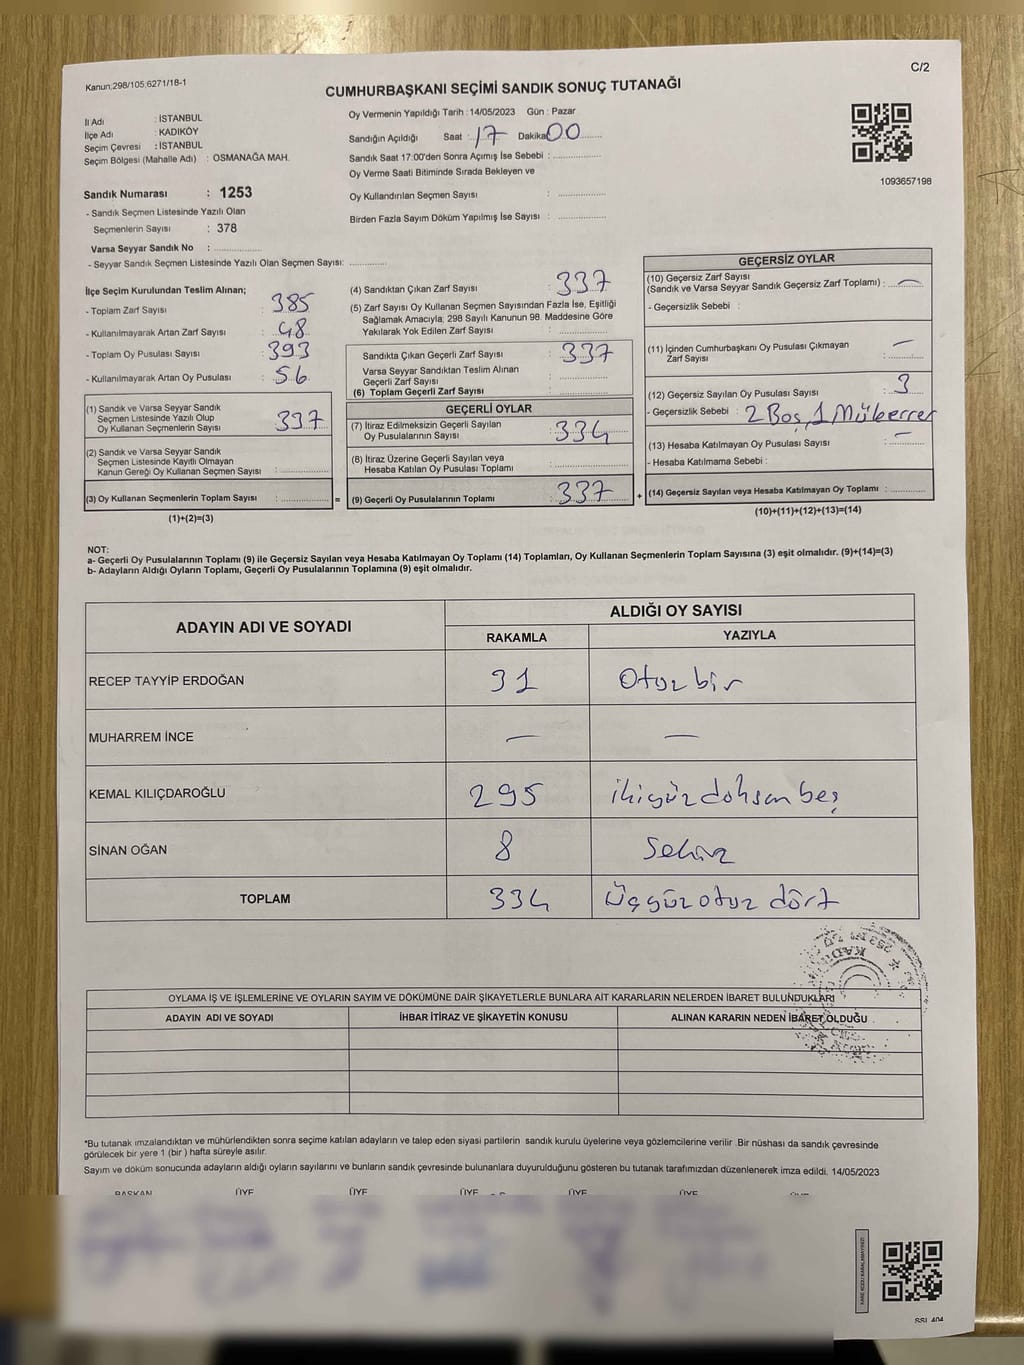 C/2
Kanun;298/105,6271/18-1
CUMHURBAŞKANI SEÇİMİ SANDIK SONUÇ TUTANAĞI
İl Adı : İSTANBUL
İlçe Adı : KADIKÖY
Seçim Çevresi : İSTANBUL
Seçim Bölgesi (Mahalle Adı) : OSMANAĞA MAH.
Sandık Numarası : 1253
- Sandık Seçmen Listesinde Yazılı Olan
Seçmenlerin Sayısı : 378
Varsa Seyyar Sandık No : ..............
- Seyyar Sandık Seçmen Listesinde Yazılı Olan Seçmen Sayısı: ............
Oy Vermenin Yapıldığı Tarih : 14/05/2023 Gün : Pazar
Sandığın Açıldığı Saat : 17 Dakika 00
Sandık Saat 17:00'den Sonra Açımış İse Sebebi : ..............
Oy Verme Saati Bitiminde Sırada Bekleyen ve
Oy Kullandırılan Seçmen Sayısı : ..............
Birden Fazla Sayım Döküm Yapılmış İse Sayısı : ..............
1093657198
İlçe Seçim Kurulundan Teslim Alınan;
- Toplam Zarf Sayısı : 385
- Kullanılmayarak Artan Zarf Sayısı : 48
- Toplam Oy Pusulası Sayısı : 393
- Kullanılmayarak Artan Oy Pusulası : 56
(1) Sandık ve Varsa Seyyar Sandık
Seçmen Listesinde Yazılı Olup
Oy Kullanan Seçmenlerin Sayısı : 337
(2) Sandık ve Varsa Seyyar Sandık
Seçmen Listesinde Kayıtlı Olmayan
Kanun Gereği Oy Kullanan Seçmen Sayısı : ..............
(3) Oy Kullanan Seçmenlerin Toplam Sayısı : ..............
(1)+(2)=(3)
=
(4) Sandıktan Çıkan Zarf Sayısı : 337
(5) Zarf Sayısı Oy Kullanan Seçmen Sayısından Fazla İse, Eşitliği
Sağlamak Amacıyla, 298 Sayılı Kanunun 98. Maddesine Göre
Yakılarak Yok Edilen Zarf Sayısı : ..............
Sandıkta Çıkan Geçerli Zarf Sayısı : 337
Varsa Seyyar Sandıktan Teslim Alınan
Geçerli Zarf Sayısı : ..............
(6) Toplam Geçerli Zarf Sayısı : ..............
GEÇERLİ OYLAR
(7) İtiraz Edilmeksizin Geçerli Sayılan
Oy Pusulalarının Sayısı : 334
(8) İtiraz Üzerine Geçerli Sayılan veya
Hesaba Katılan Oy Pusulası Toplamı : ..............
(9) Geçerli Oy Pusulalarının Toplamı : 337
+
GEÇERSİZ OYLAR
(10) Geçersiz Zarf Sayısı
(Sandık ve Varsa Seyyar Sandık Geçersiz Zarf Toplamı) : —
- Geçersizlik Sebebi :
(11) İçinden Cumhurbaşkanı Oy Pusulası Çıkmayan
Zarf Sayısı : —
(12) Geçersiz Sayılan Oy Pusulası Sayısı : 3
- Geçersizlik Sebebi : 2 Boş, 1 Müberrer
(13) Hesaba Katılmayan Oy Pusulası Sayısı : —
- Hesaba Katılmama Sebebi :
(14) Geçersiz Sayılan veya Hesaba Katılmayan Oy Toplamı : ............
(10)+(11)+(12)+(13)=(14)
NOT:
a- Geçerli Oy Pusulalarının Toplamı (9) ile Geçersiz Sayılan veya Hesaba Katılmayan Oy Toplamı (14) Toplamları, Oy Kullanan Seçmenlerin Toplam Sayısına (3) eşit olmalıdır. (9)+(14)=(3)
b- Adayların Aldığı Oyların Toplamı, Geçerli Oy Pusulalarının Toplamına (9) eşit olmalıdır.
ADAYIN ADI VE SOYADI
ALDIĞI OY SAYISI
RAKAMLA YAZIYLA
RECEP TAYYİP ERDOĞAN 31 Otuz bir
MUHARREM İNCE — —
KEMAL KILIÇDAROĞLU 295 ikiyüz doksan beş
SİNAN OĞAN 8 Sekiz
TOPLAM 334 Üçyüz otuz dört
OYLAMA İŞ VE İŞLEMLERİNE VE OYLARIN SAYIM VE DÖKÜMÜNE DAİR ŞİKAYETLERLE BUNLARA AİT KARARLARIN NELERDEN İBARET BULUNDUKLARI
ADAYIN ADI VE SOYADI İHBAR İTİRAZ VE ŞİKAYETİN KONUSU ALINAN KARARIN NEDEN İBARET OLDUĞU
*Bu tutanak imzalandıktan ve mühürlendikten sonra seçime katılan adayların ve talep eden siyasi partilerin sandık kurulu üyelerine veya gözlemcilerine verilir .Bir nüshası da sandık çevresinde
görülecek bir yere 1 (bir ) hafta süreyle asılır.
Sayım ve döküm sonucunda adayların aldığı oyların sayılarını ve bunların sandık çevresinde bulunanlara duyurulduğunu gösteren bu tutanak tarafımızdan düzenlenerek imza edildi. 14/05/2023
BAŞKAN ÜYE ÜYE ÜYE ÜYE ÜYE